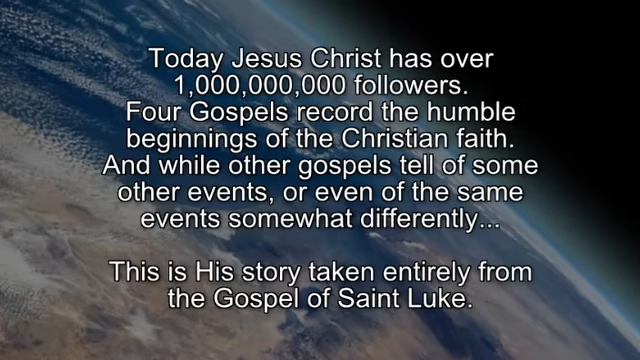 Today Jesus Christ has over
1,000,000,000 followers.
Four Gospels record the humble
beginnings of the Christian faith.
And while other gospels tell of some
other events, or even of the same
events somewhat differently...
This is His story taken entirely from
the Gospel of Saint Luke.